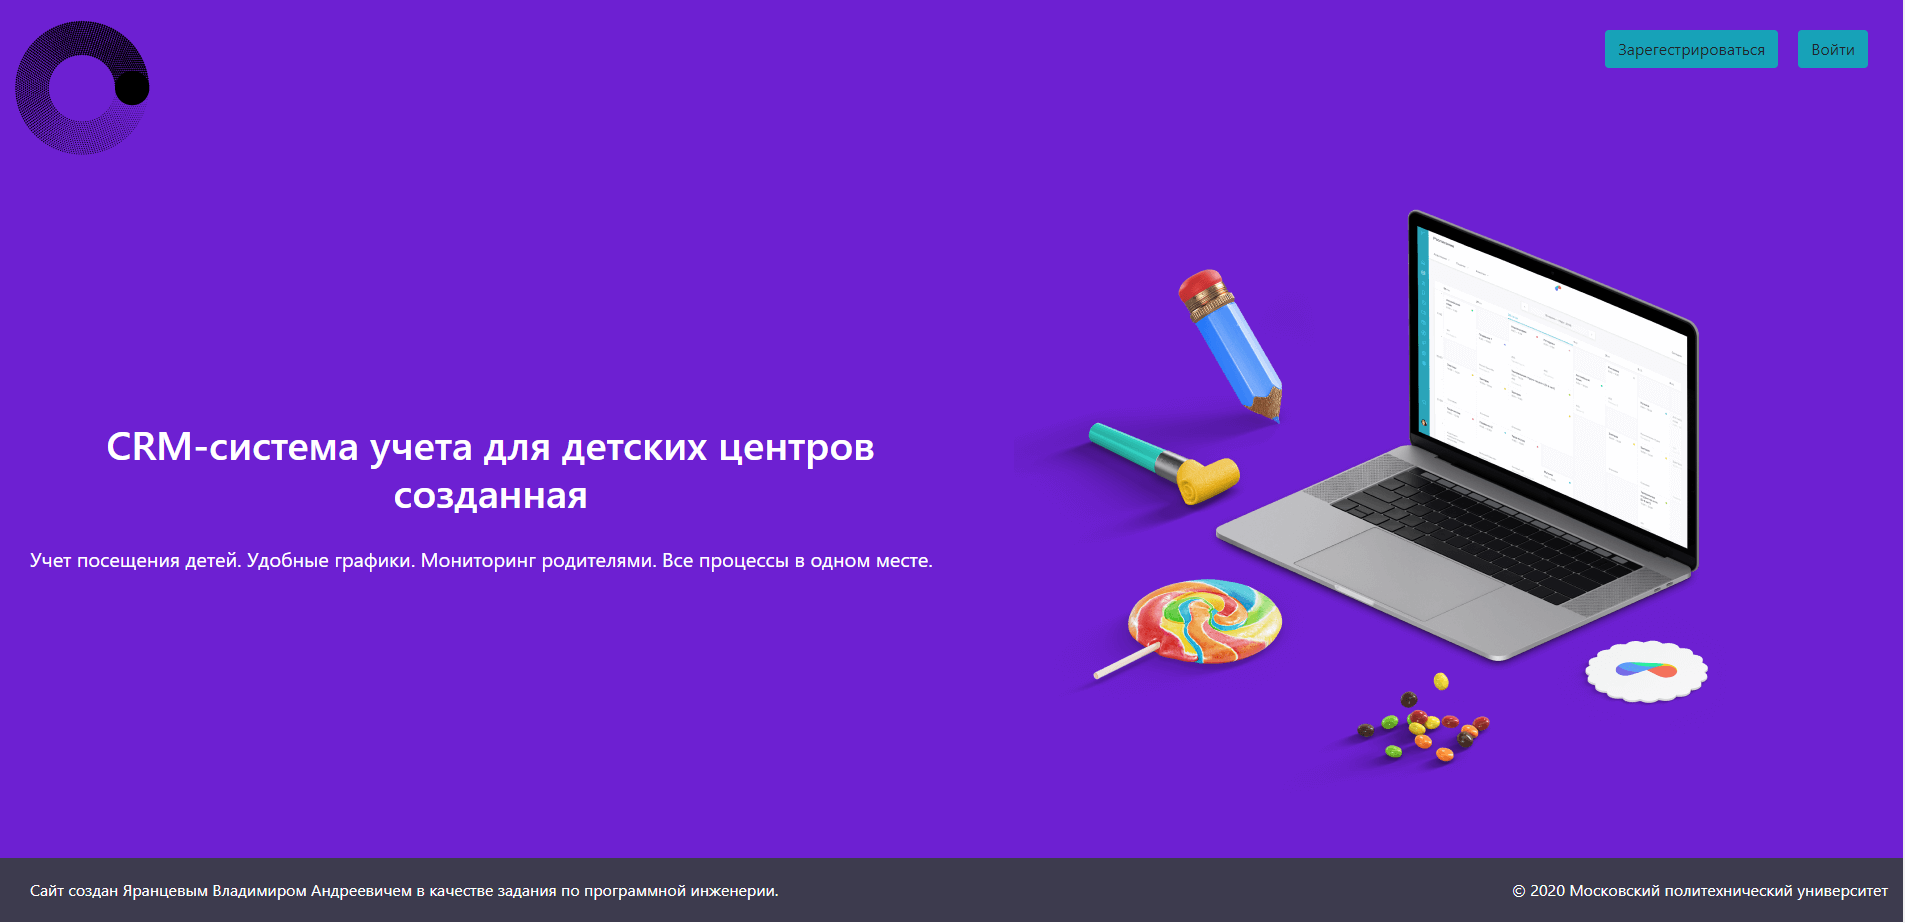 Зарегестрироваться
Войти
CRM-система учета для детских центров
созданная
Учет посещения детей. Удобные графики. Мониторинг родителями. Все процессы в одном месте.
Сайт создан Яранцевым Владимиром Андреевичем в качестве задания по программной инженерии.
© 2020 Московский политехнический университет